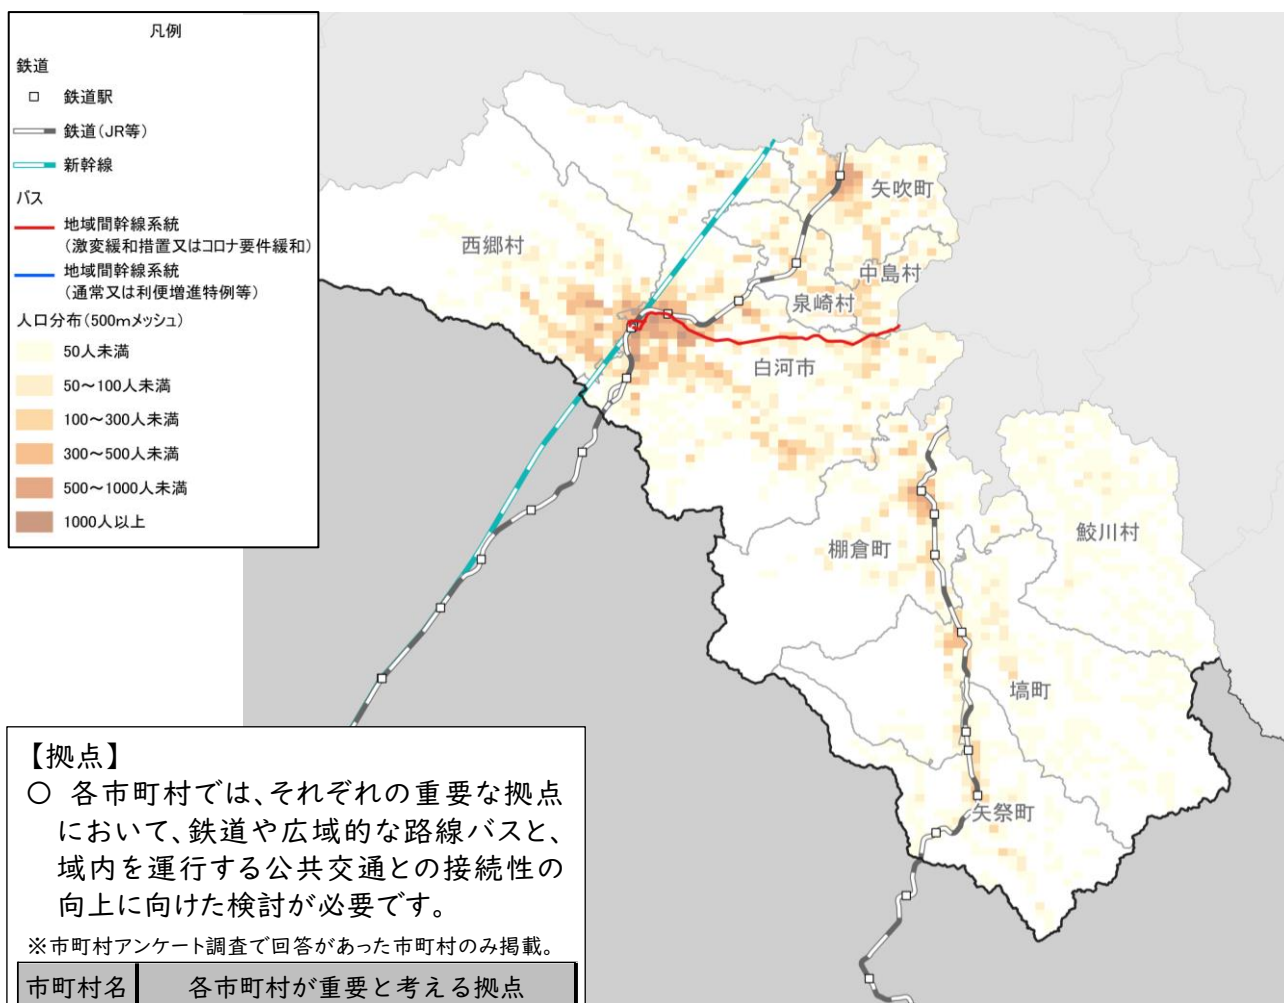 凡例
鉄道
鉄道駅
鉄道(JR等)
新幹線
バス
地域間幹線系統
(激変緩和措置又はコロナ要件緩和)
地域間幹線系統
(通常又は利便増進特例等)
人口分布(500mメッシュ)
50人未満
50～100人未満
100～300人未満
300～500人未満
500～1000人未満
1000人以上
矢吹町
西郷村
中島村
泉崎村
白河市
棚倉町
鮫川村
塙町
矢祭町
【拠点】
○ 各市町村では、それぞれの重要な拠点
において、鉄道や広域的な路線バスと、
域内を運行する公共交通との接続性の
向上に向けた検討が必要です。
※市町村アンケート調査で回答があった市町村のみ掲載。
市町村名 各市町村が重要と考える拠点